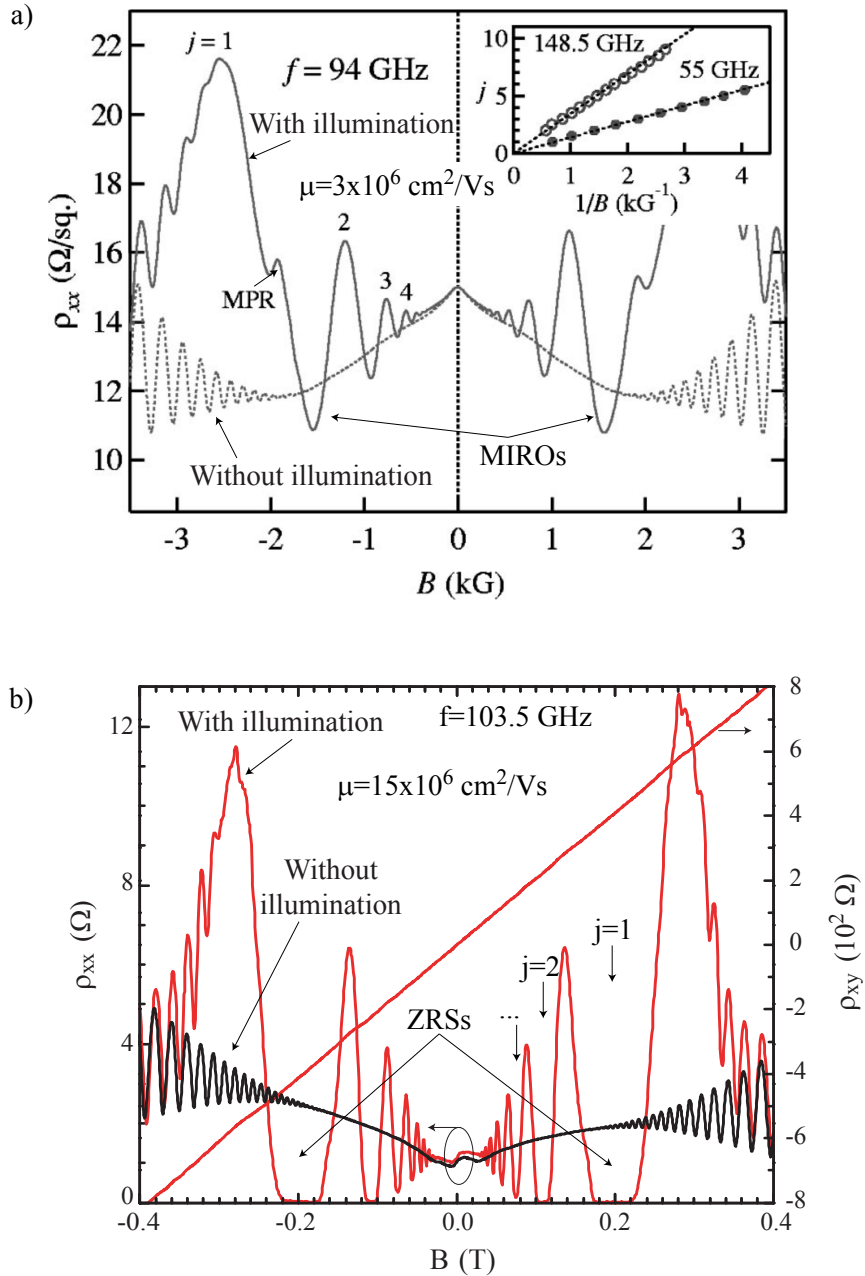 a)
22
20
18
16
14
12
10
ρxx (Ω/sq.)
j = 1
f = 94 GHz
With illumination
μ=3x10⁶ cm²/Vs
2
3
4
MPR
MIROs
Without illumination
-3 -2 -1 0 1 2 3
B (kG)
10
5
0
j
148.5 GHz
55 GHz
0 1 2 3 4
1/B (kG⁻¹)
b)
12
8
4
0
ρxx (Ω)
With illumination
f=103.5 GHz
μ=15x10⁶ cm²/Vs
Without
illumination
j=1
j=2
...
ZRSs
8
6
4
2
0
-2
-4
-6
-8
ρxy (10² Ω)
-0.4 -0.2 0.0 0.2 0.4
B (T)